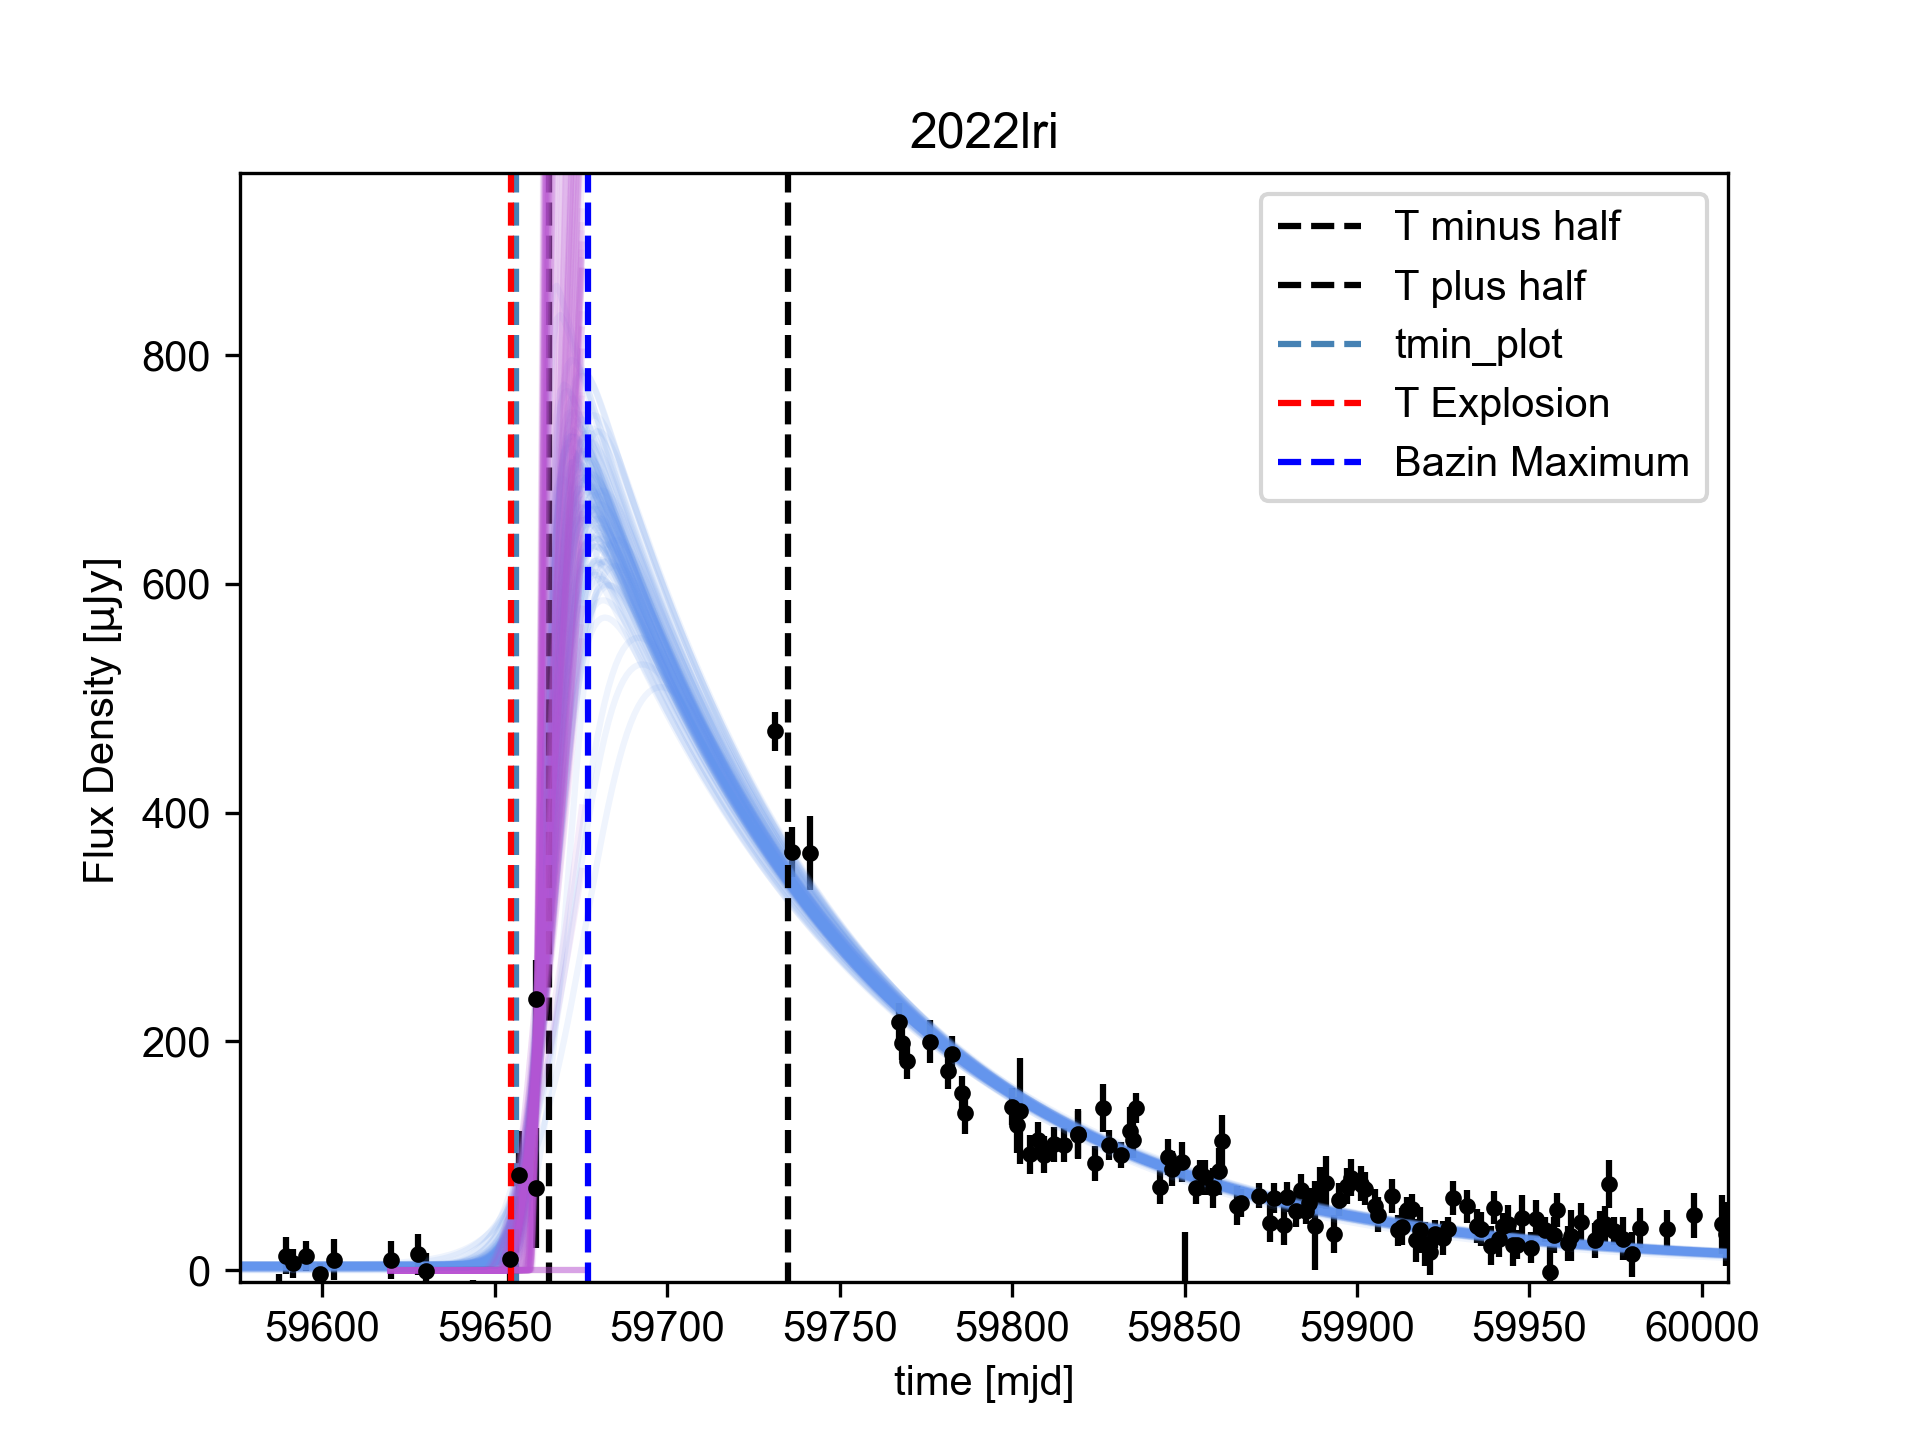 2022lri
T minus half
T plus half
tmin_plot
T Explosion
Bazin Maximum
800
600
400
200
0
Flux Density [µJy]
59600 59650 59700 59750 59800 59850 59900 59950 60000
time [mjd]